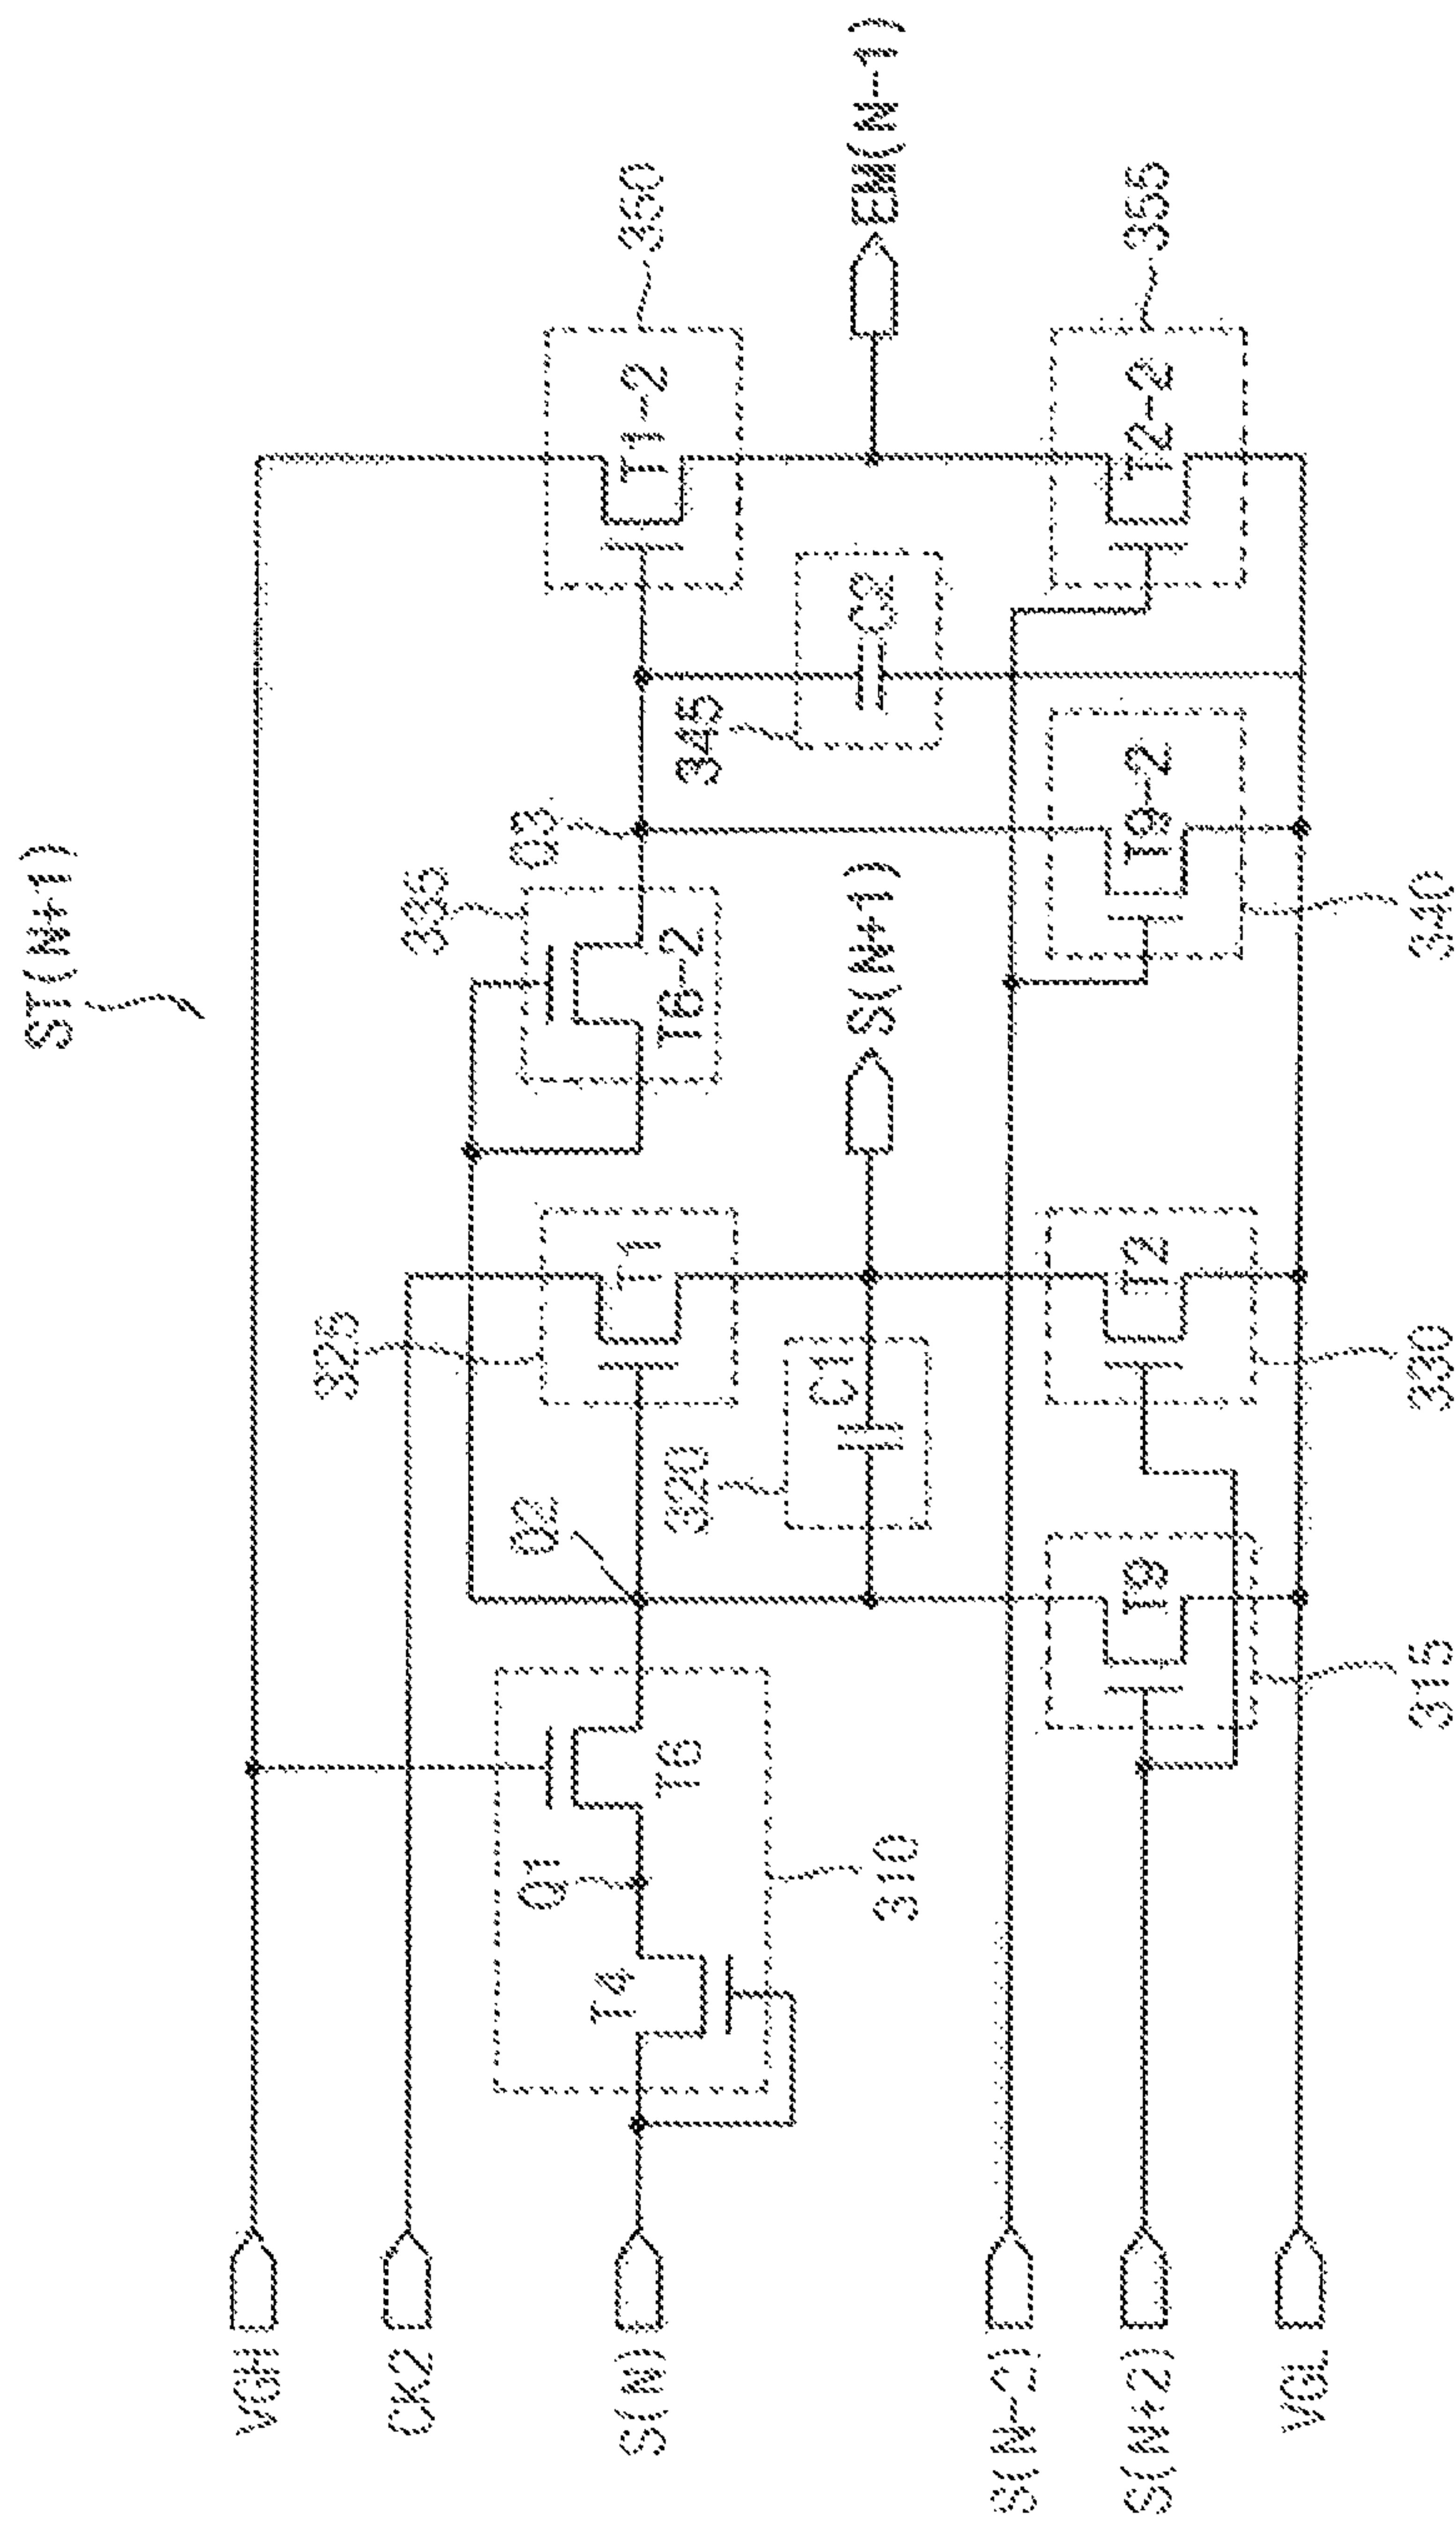 ST(N+1)
VGH
CK2
S(N)
S(N-2)
S(N+2)
VGL
T4
Q1
T6
310
Q2
325
T1
320
C1
S(N+1)
T9
315
T2
330
335
T6-2
Q3
345
C2
T9-2
340
T1-2
350
EM(N-1)
T2-2
355